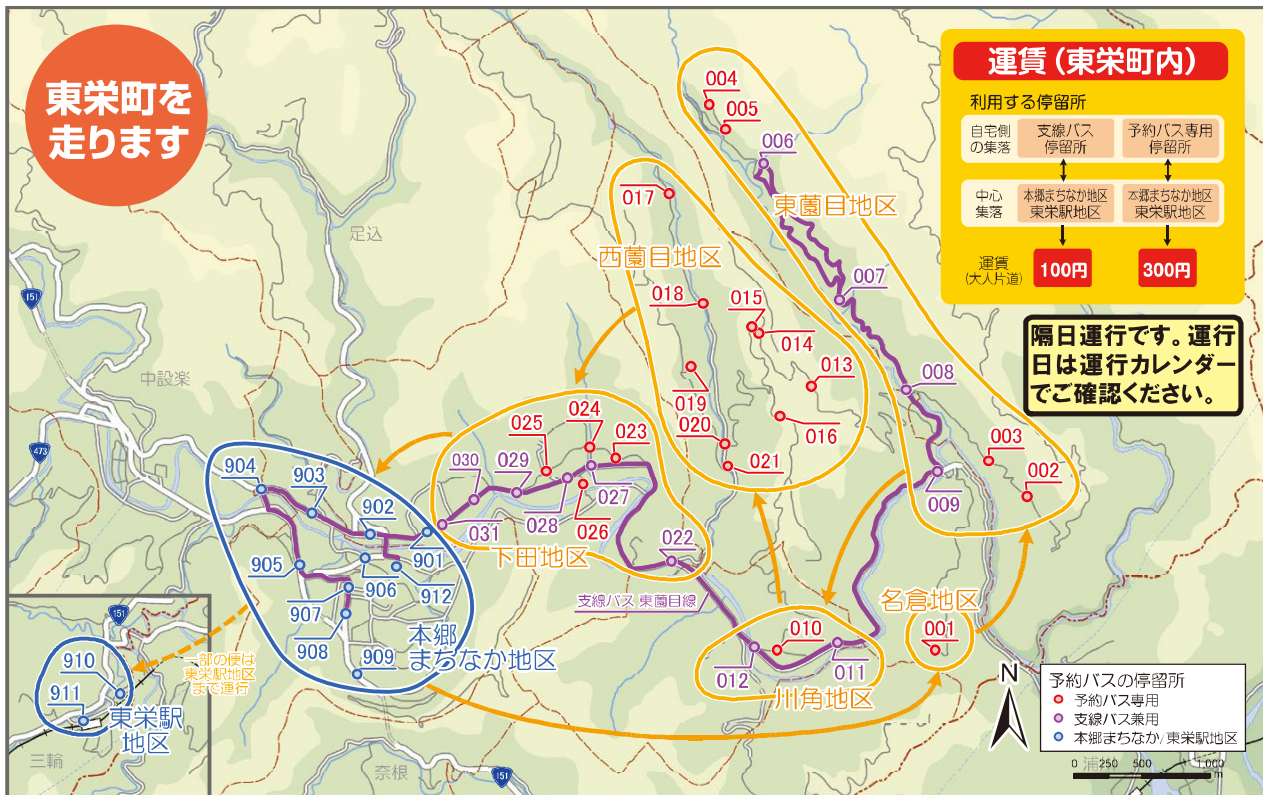 東栄町を
走ります
運賃(東栄町内)
利用する停留所
自宅側
の集落
支線バス
停留所
予約バス専用
停留所
中心
集落
本郷まちなか地区
東栄駅地区
本郷まちなか地区
東栄駅地区
運賃
(大人片道)
100円
300円
隔日運行です。運行
日は運行カレンダー
でご確認ください。
004
005
006
017
東薗目地区
足込
西薗目地区
151
018
015
014
007
中設楽
013
008
019
016
473
025
024
023
020
021
003
002
904
903
902
030
029
028
027
026
009
031
901
022
下田地区
905
906
912
907
908
909
本郷
まちなか地区
支線バス 東薗目線
名倉地区
001
010
012
011
川角地区
一部の便は
東栄駅地区
まで運行
151
910
911
東栄駅
地区
三輪
奈根
151
N
予約バスの停留所
予約バス専用
支線バス兼用
本郷まちなか/東栄駅地区
浦
0 250 500 1,000
m